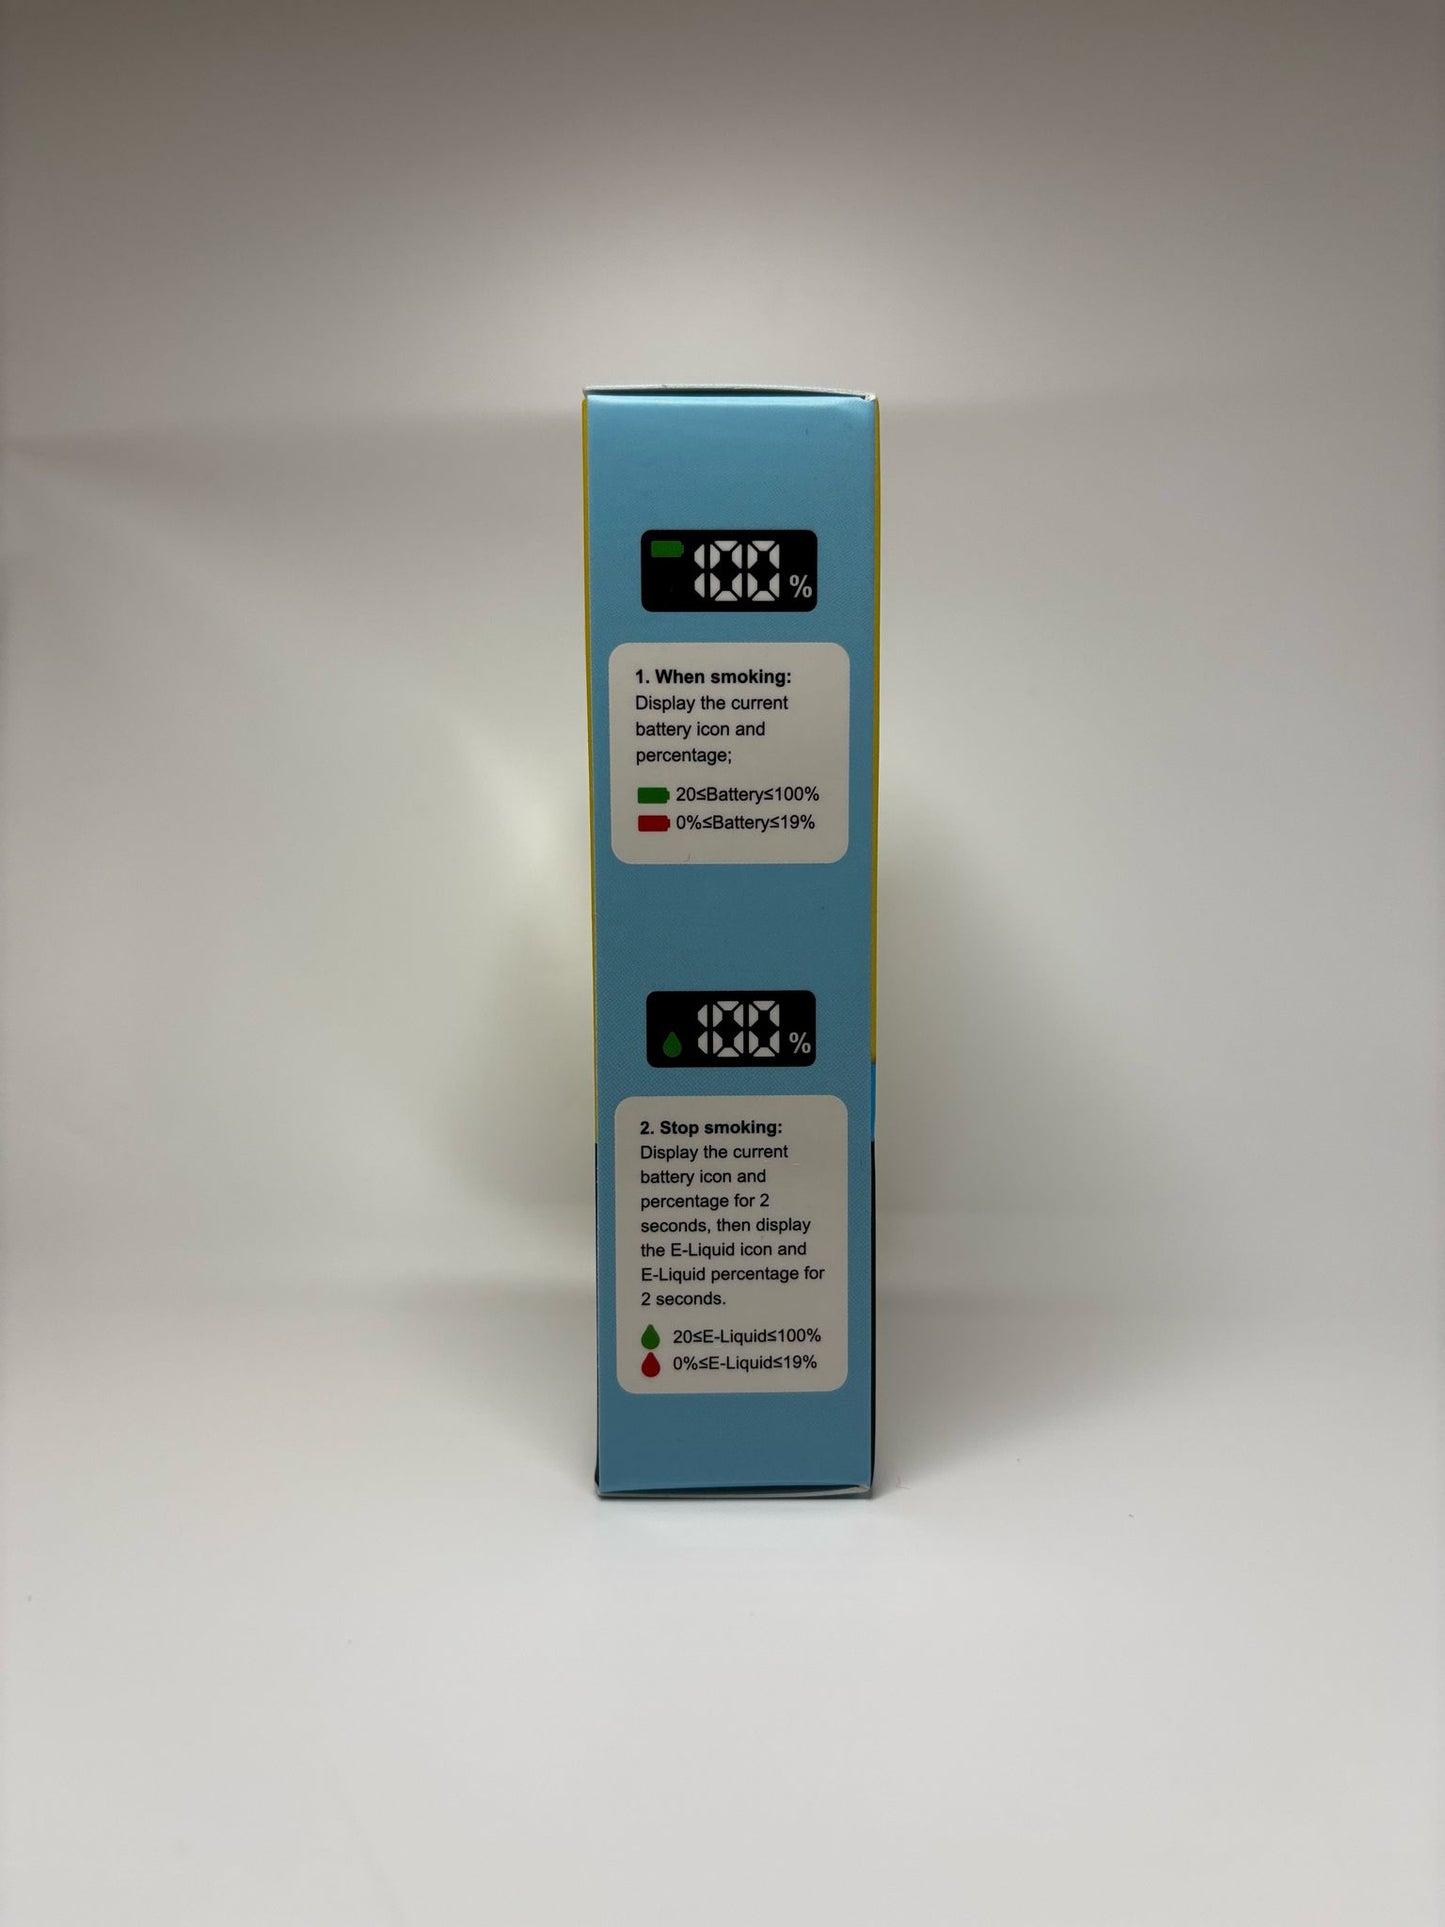 100%
1. When smoking:
Display the current
battery icon and
percentage;
20≤Battery≤100%
0%≤Battery≤19%
100%
2. Stop smoking:
Display the current
battery icon and
percentage for 2
seconds, then display
the E-Liquid icon and
E-Liquid percentage for
2 seconds.
20≤E-Liquid≤100%
0%≤E-Liquid≤19%